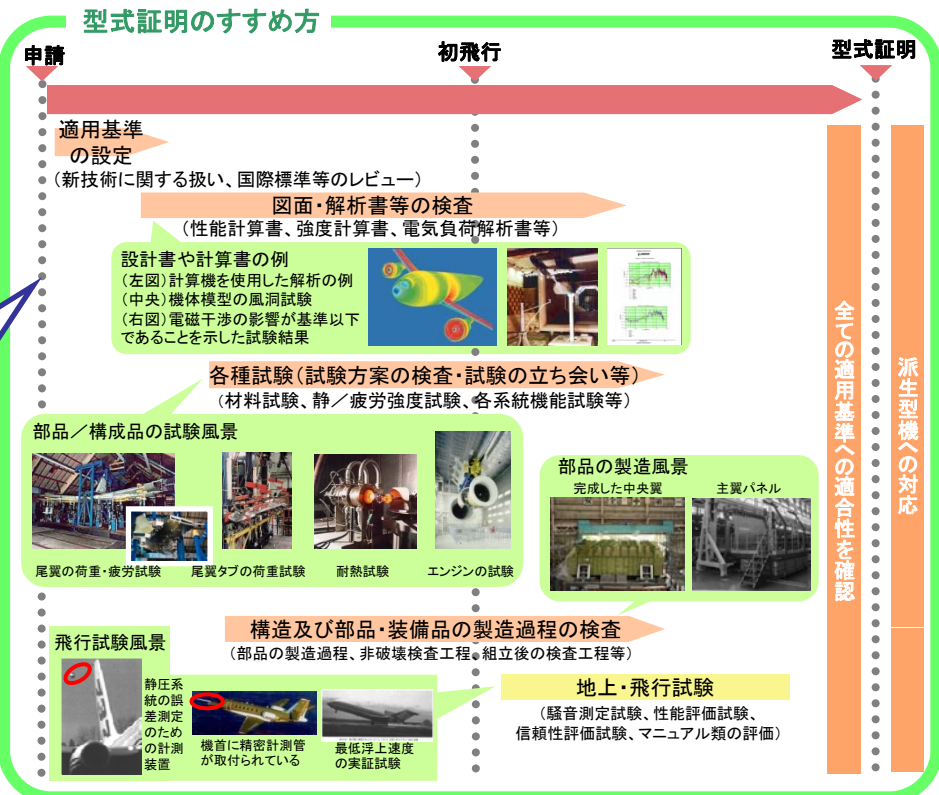 型式証明のすすめ方
申請
初飛行
型式証明
適用基準
の設定
(新技術に関する扱い、国際標準等のレビュー)
図面・解析書等の検査
(性能計算書、強度計算書、電気負荷解析書等)
設計書や計算書の例
(左図)計算機を使用した解析の例
(中央)機体模型の風洞試験
(右図)電磁干渉の影響が基準以下
であることを示した試験結果
各種試験(試験方案の検査・試験の立ち会い等)
(材料試験、静/疲労強度試験、各系統機能試験等)
部品/構成品の試験風景
尾翼の荷重・疲労試験
尾翼タブの荷重試験
耐熱試験
エンジンの試験
部品の製造風景
完成した中央翼
主翼パネル
構造及び部品・装備品の製造過程の検査
(部品の製造過程、非破壊検査工程、組立後の検査工程等)
飛行試験風景
静圧系
統の誤
差測定
のため
の計測
装置
機首に精密計測管
が取付られている
最低浮上速度
の実証試験
地上・飛行試験
(騒音測定試験、性能評価試験、
信頼性評価試験、マニュアル類の評価)
全ての適用基準への適合性を確認
派生型機への対応